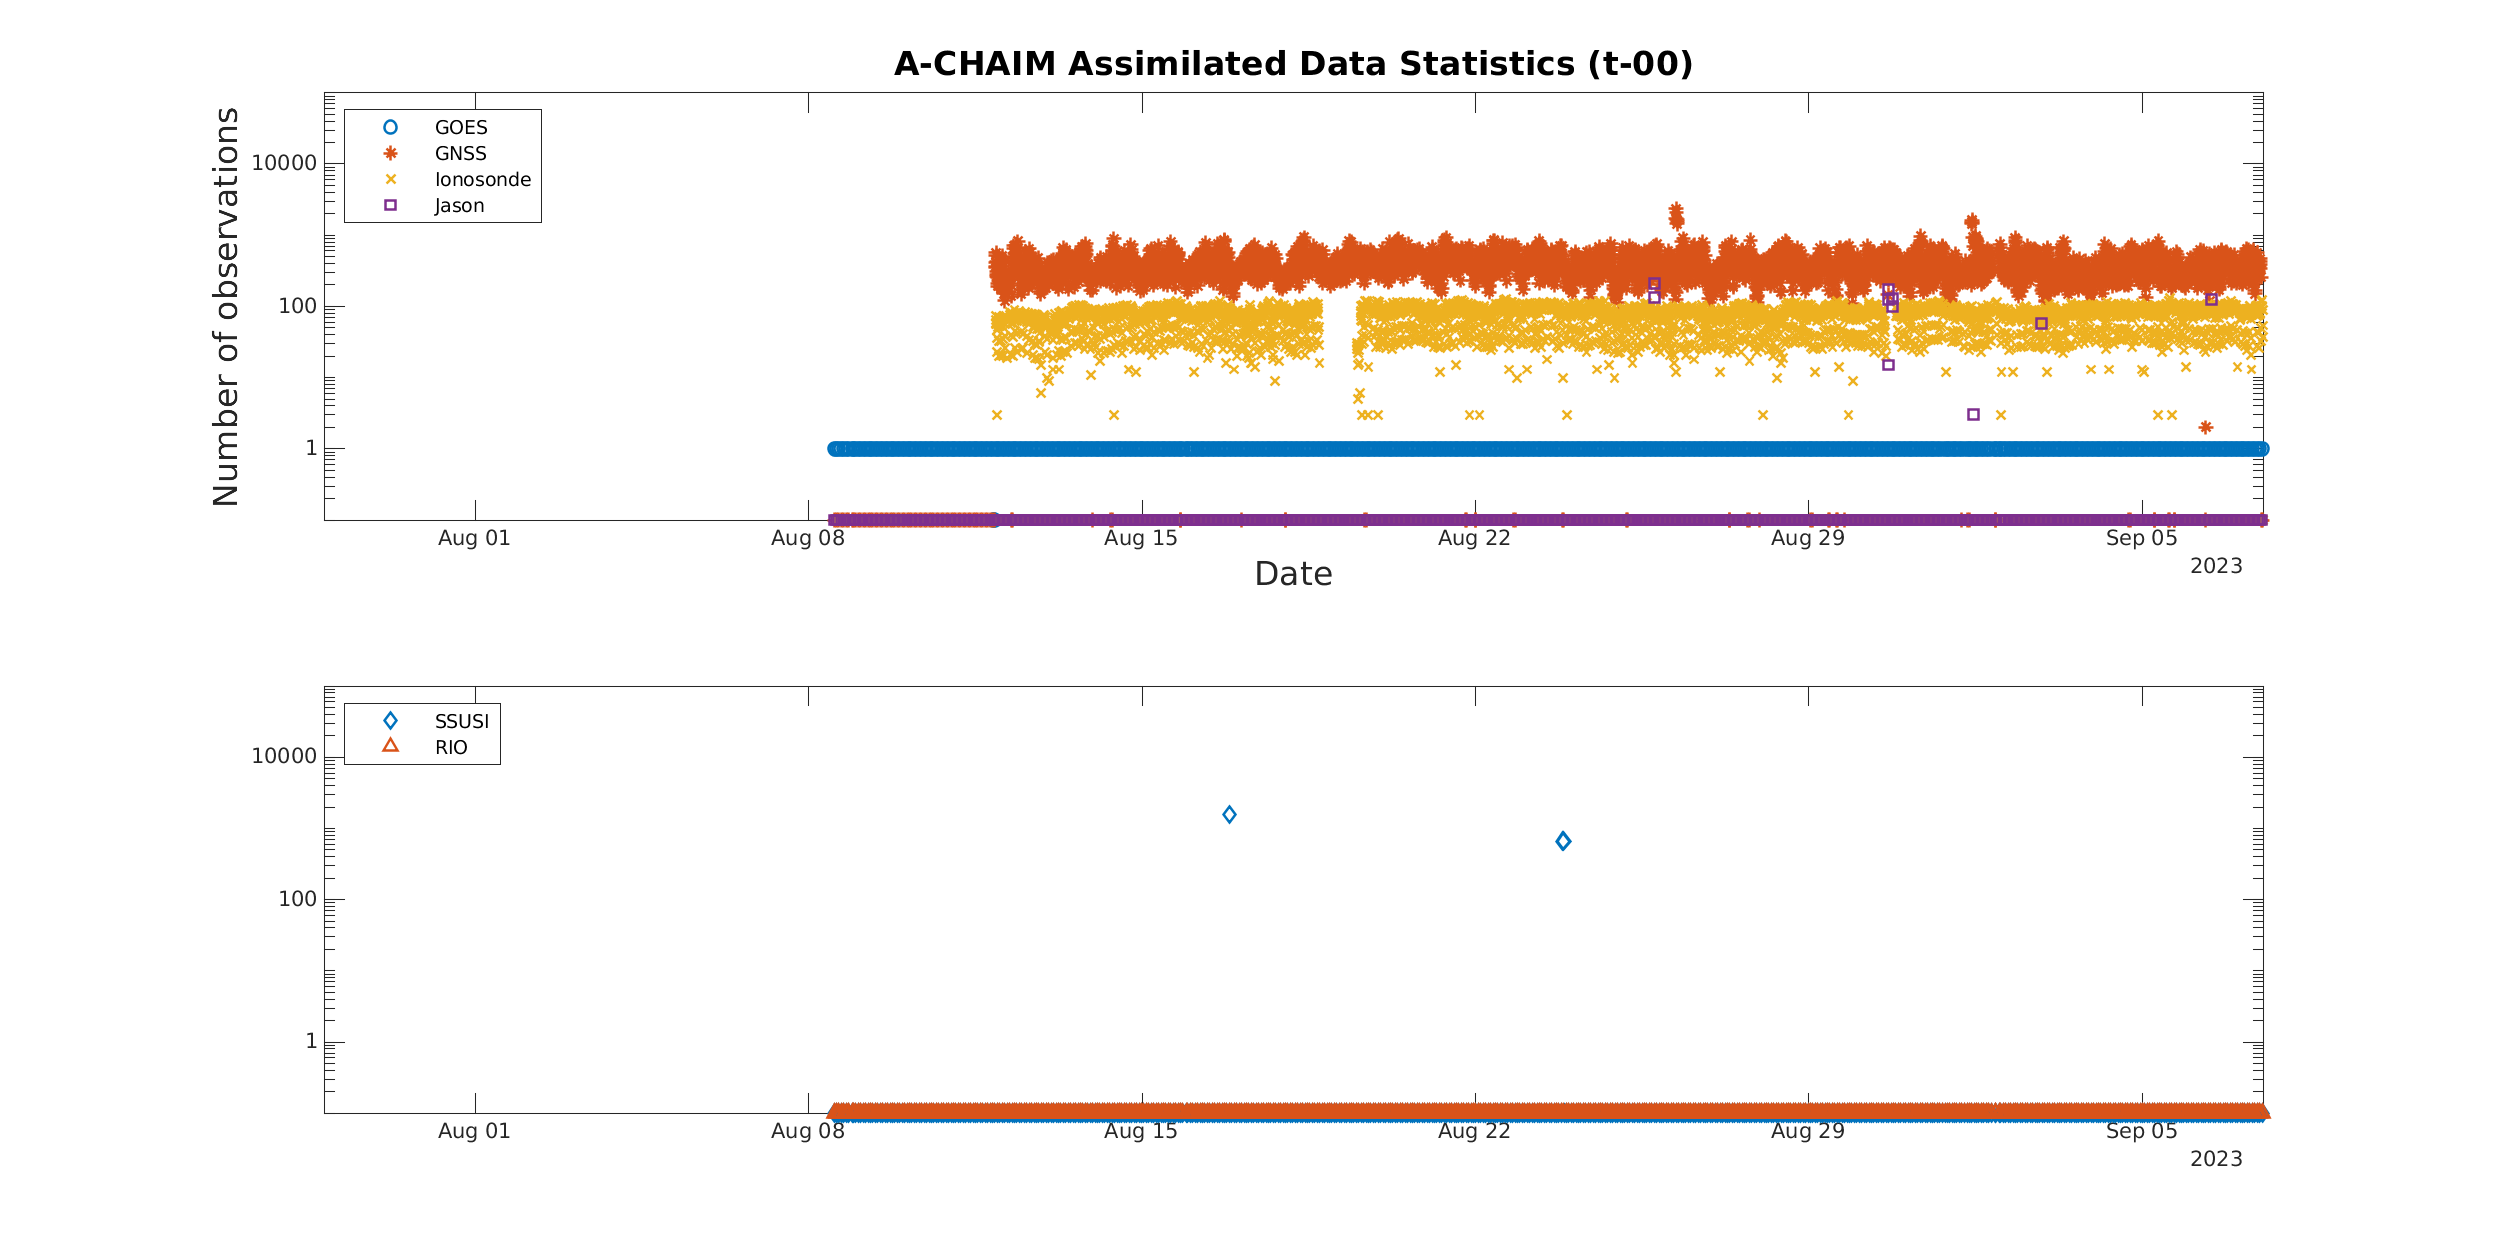 A-CHAIM Assimilated Data Statistics (t-00)
Number of observations
GOES
GNSS
Ionosonde
Jason
10000
100
1
Aug 01 Aug 08 Aug 15 Aug 22 Aug 29 Sep 05
2023
Date
SSUSI
RIO
10000
100
1
Aug 01 Aug 08 Aug 15 Aug 22 Aug 29 Sep 05
2023